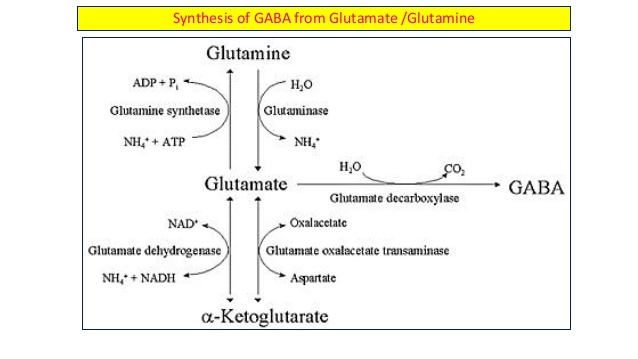 Synthesis of GABA from Glutamate /Glutamine
Glutamine
ADP + Pi
H2O
Glutamine synthetase
Glutaminase
NH4+ + ATP
NH4+
H2O
CO2
Glutamate
GABA
Glutamate decarboxylase
NAD+
Oxalacetate
Glutamate dehydrogenase
Glutamate oxalacetate transaminase
NH4+ + NADH
Aspartate
α-Ketoglutarate